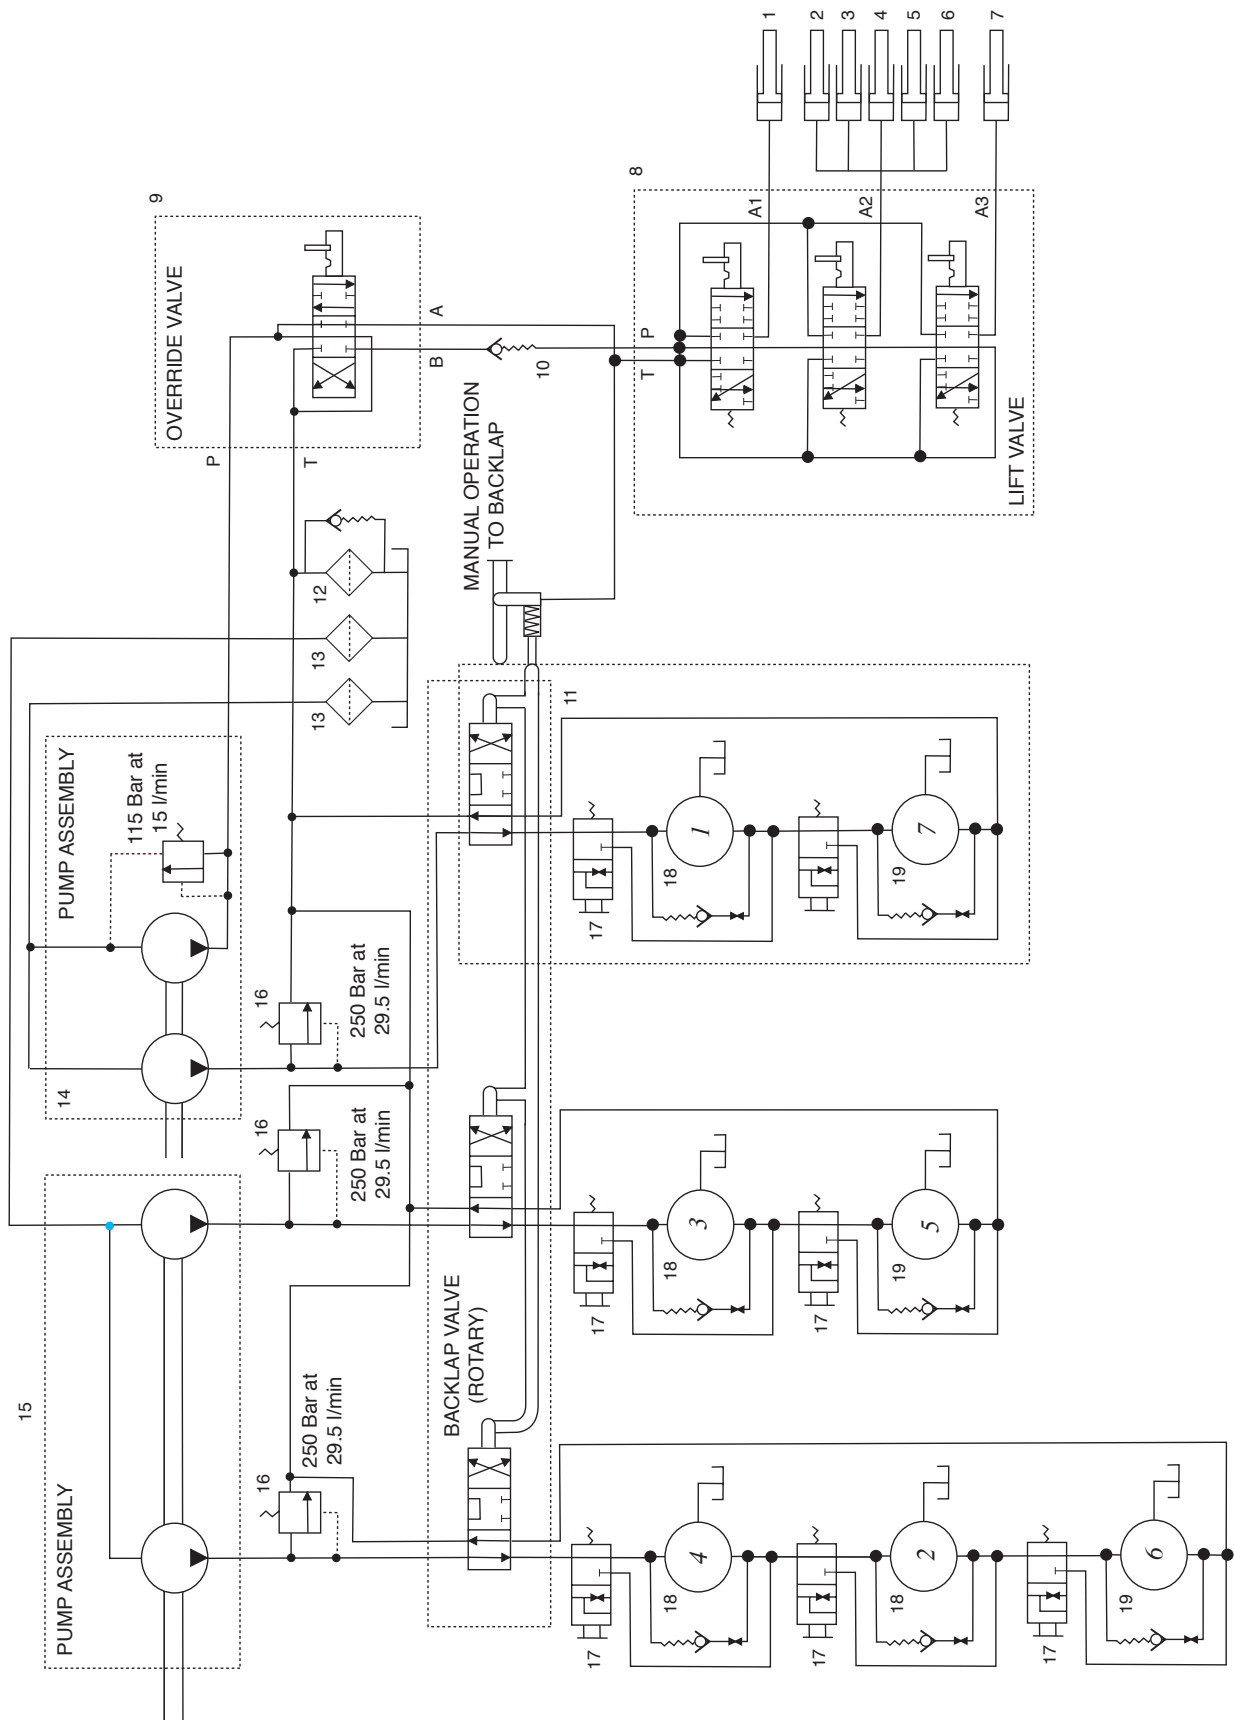 15
PUMP ASSEMBLY
14
PUMP ASSEMBLY
115 Bar at
15 l/min
9
OVERRIDE VALVE
P
T
16
250 Bar at
29.5 l/min
16
250 Bar at
29.5 l/min
16
250 Bar at
29.5 l/min
13
13
12
B
A
BACKLAP VALVE
(ROTARY)
MANUAL OPERATION
TO BACKLAP
10
11
8
T
P
A1
A2
A3
LIFT VALVE
1
2
3
4
5
6
7
17
18
4
17
18
2
17
19
6
17
18
3
17
19
5
17
18
1
17
19
7